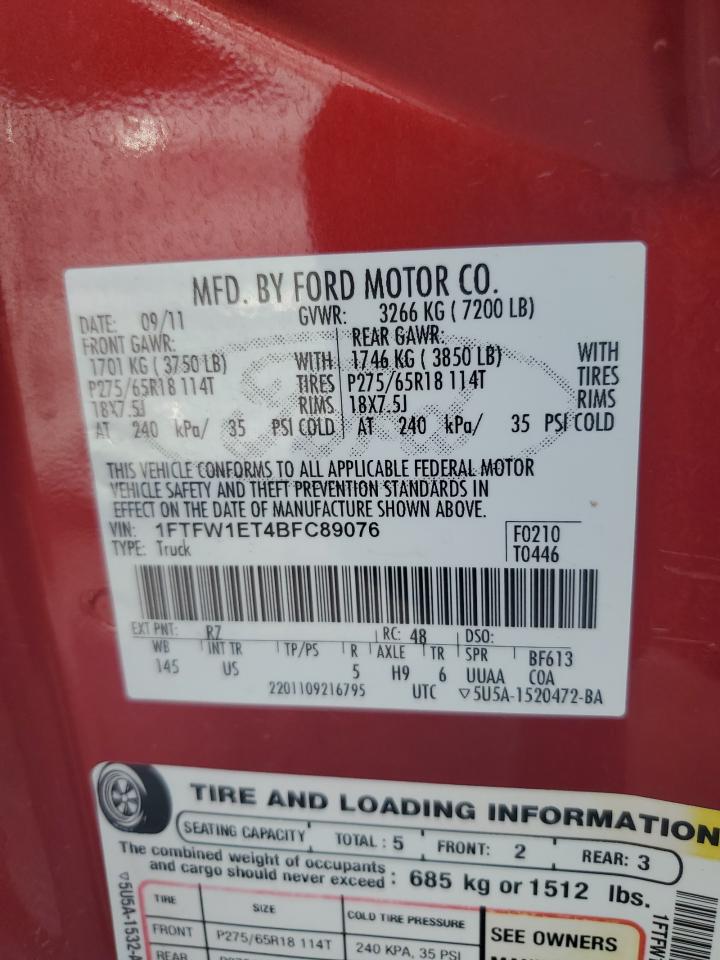 MFD. BY FORD MOTOR CO.
DATE: 09/11 GVWR: 3266 KG ( 7200 LB)
FRONT GAWR: REAR GAWR:
1701 KG ( 3750 LB) WITH 1746 KG ( 3850 LB) WITH
P275/65R18 114T TIRES P275/65R18 114T TIRES
18X7.5J RIMS 18X7.5J RIMS
AT 240 kPa/ 35 PSI COLD AT 240 kPa/ 35 PSI COLD
THIS VEHICLE CONFORMS TO ALL APPLICABLE FEDERAL MOTOR
VEHICLE SAFETY AND THEFT PREVENTION STANDARDS IN
EFFECT ON THE DATE OF MANUFACTURE SHOWN ABOVE.
VIN: 1FTFW1ET4BFC89076 F0210
TYPE: Truck T0446
EXT PNT: RZ RC: 48 DSO:
WB INT TR TP/PS R AXLE TR SPR BF613
145 US 5 H9 6 UUAA COA
2201109216795 UTC ▽5U5A-1520472-BA
TIRE AND LOADING INFORMATION
SEATING CAPACITY TOTAL : 5 FRONT: 2 REAR: 3
The combined weight of occupants
and cargo should never exceed : 685 kg or 1512 lbs.
TIRE SIZE COLD TIRE PRESSURE
FRONT P275/65R18 114T 240 KPA, 35 PSI SEE OWNERS
REAR
▽5U5A-1532
1FTFW